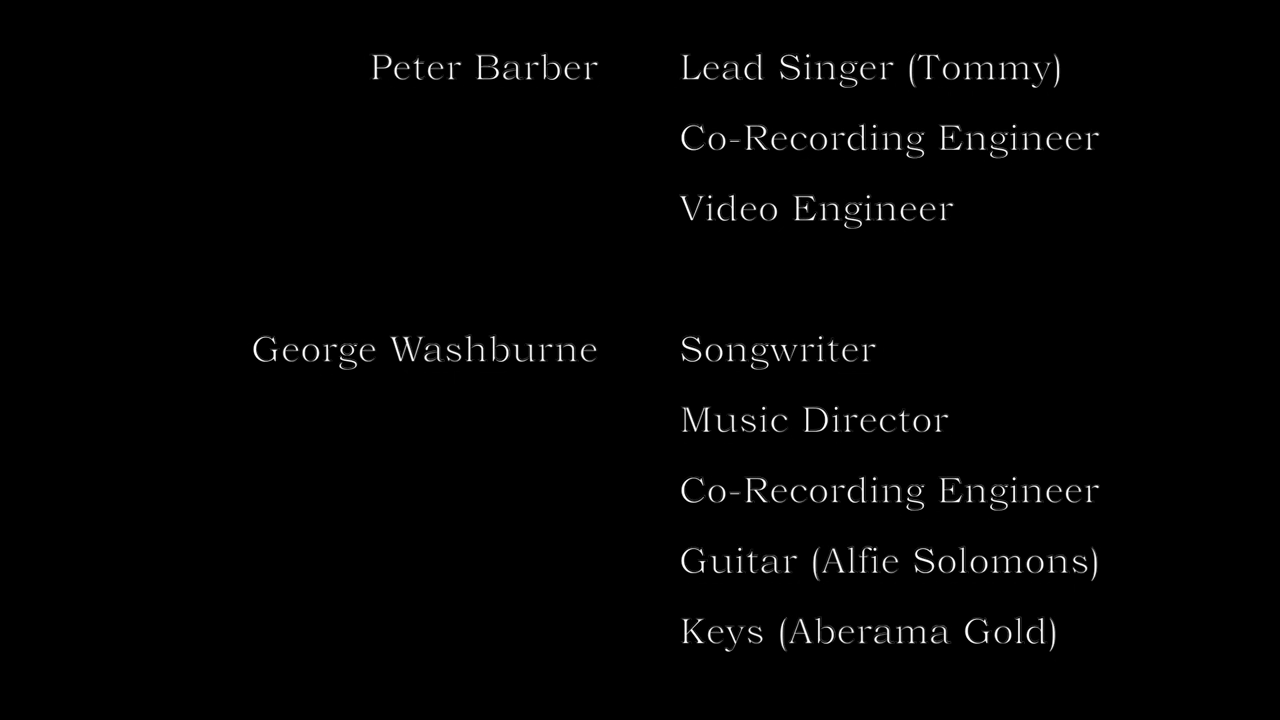 Peter Barber Lead Singer (Tommy)
Co-Recording Engineer
Video Engineer
George Washburne Songwriter
Music Director
Co-Recording Engineer
Guitar (Alfie Solomons)
Keys (Aberama Gold)